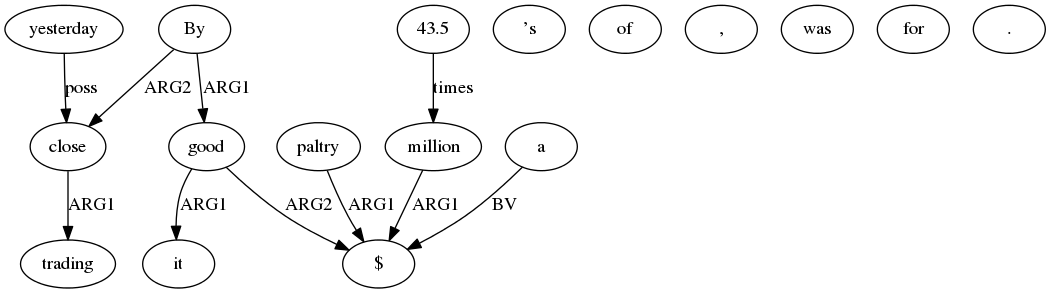 yesterday By 43.5 's of , was for .
poss ARG2 ARG1 times
close good paltry million a
ARG1 ARG1 ARG2 ARG1 ARG1 BV
trading it $